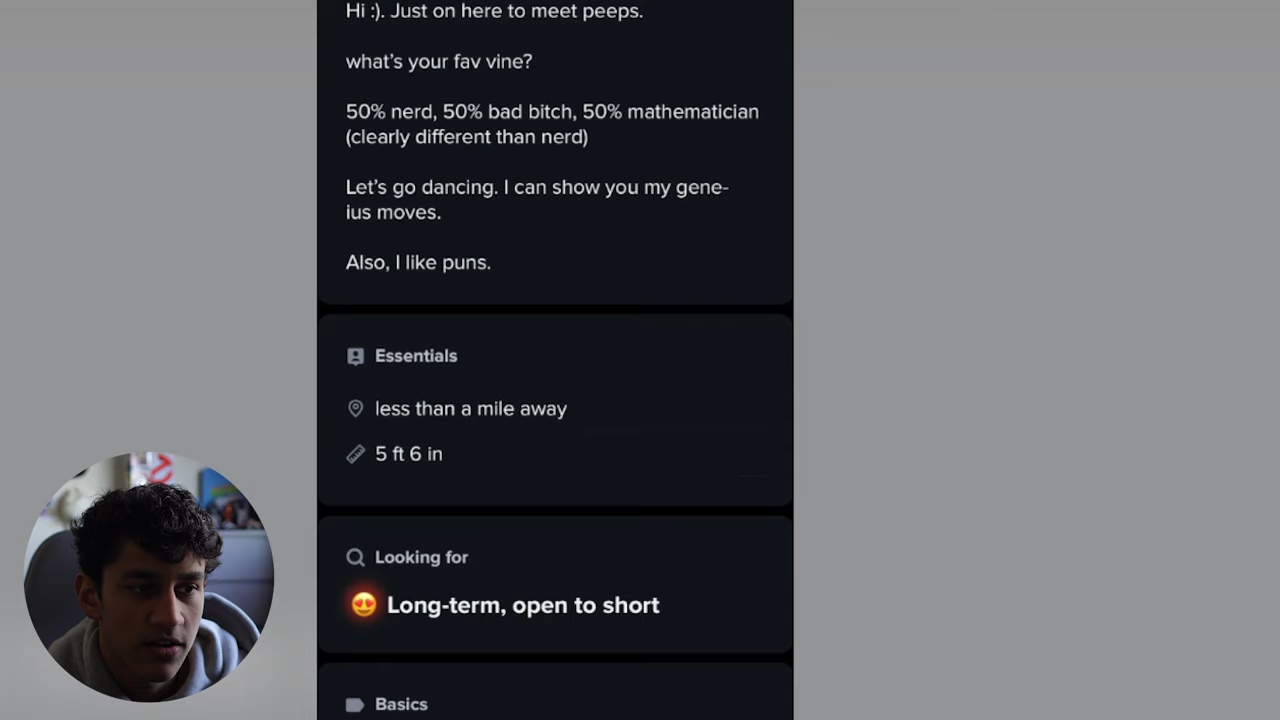 Hi :). Just on here to meet peeps.
what's your fav vine?
50% nerd, 50% bad bitch, 50% mathematician
(clearly different than nerd)
Let's go dancing. I can show you my gene-
ius moves.
Also, I like puns.
Essentials
less than a mile away
5 ft 6 in
Looking for
Long-term, open to short
Basics